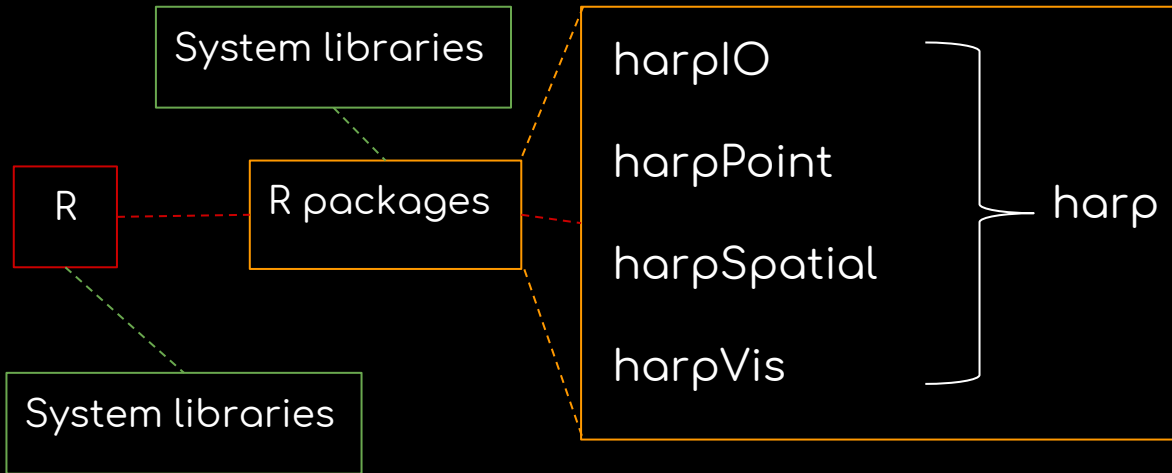 System libraries
R
R packages
System libraries
harpIO
harpPoint
harpSpatial
harpVis
harp